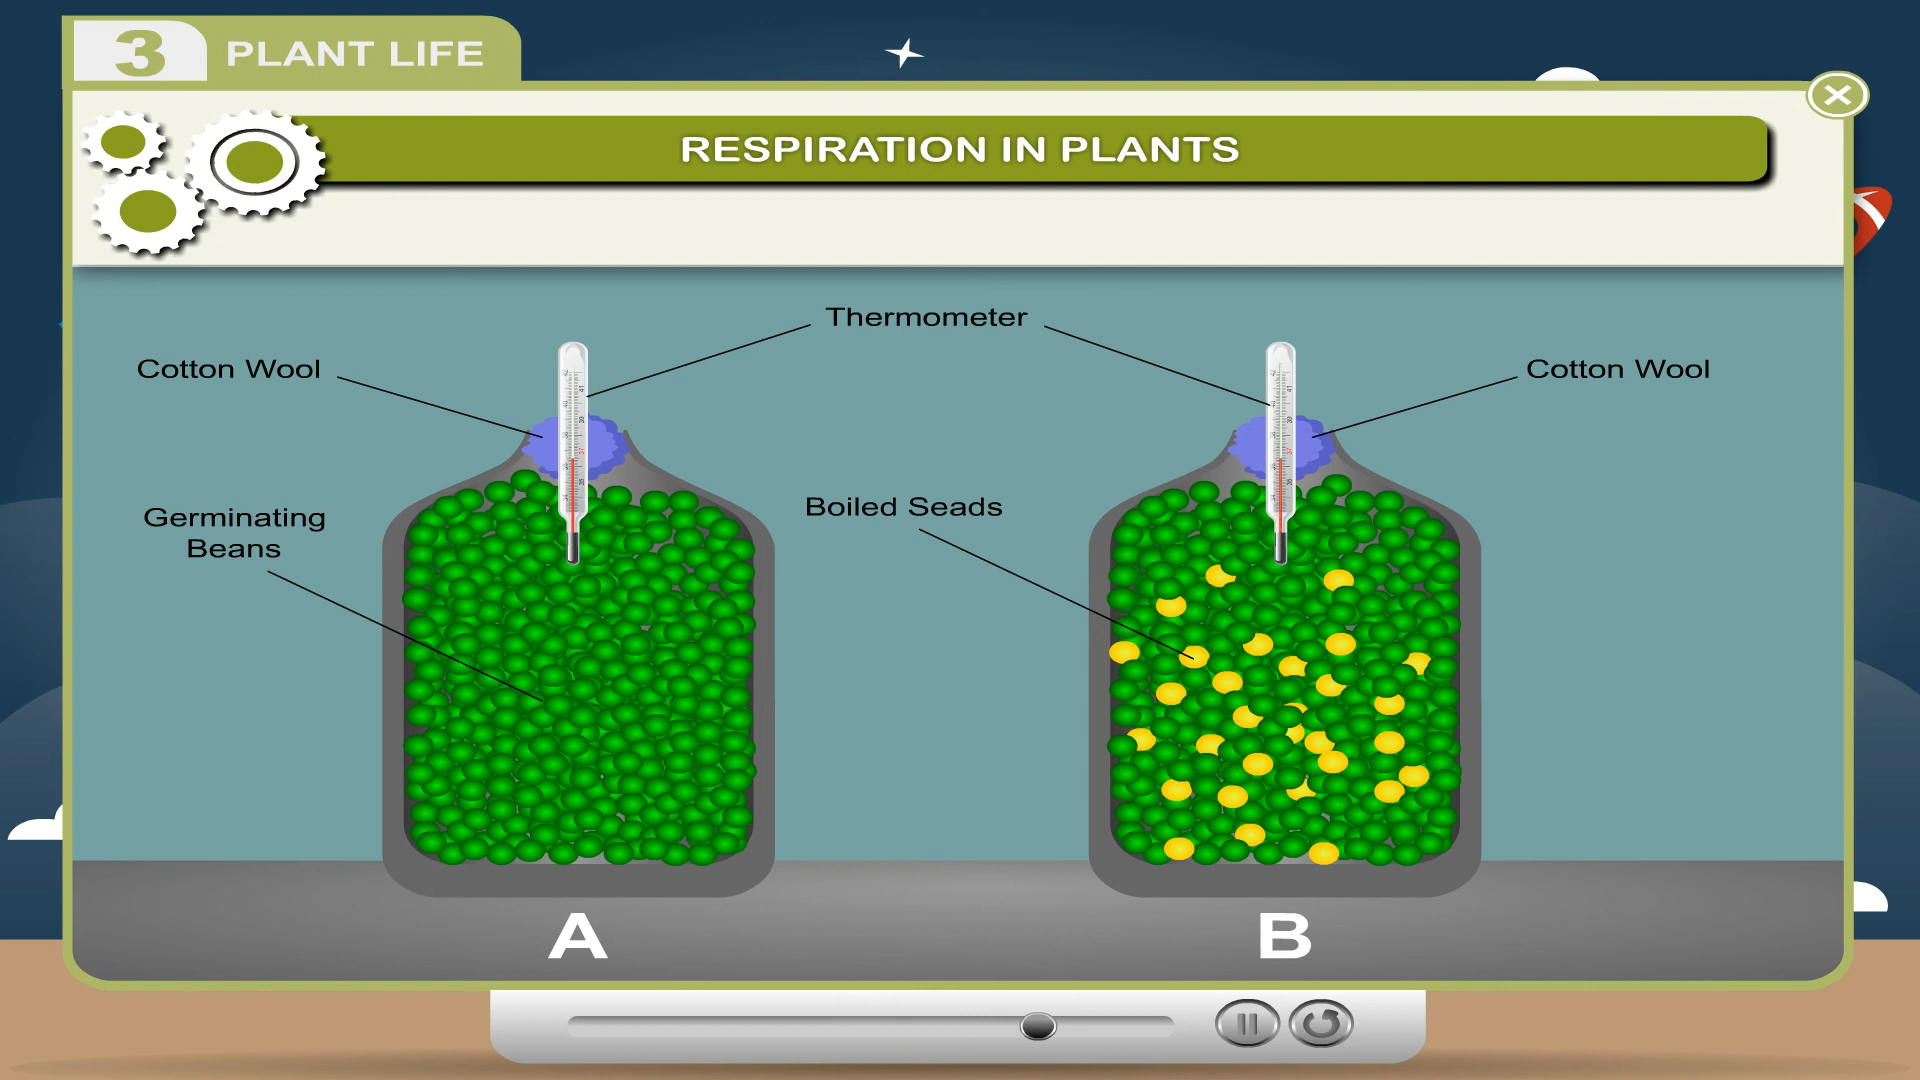 3 PLANT LIFE
RESPIRATION IN PLANTS
Thermometer
Cotton Wool
Cotton Wool
Germinating
Beans
Boiled Seads
A
B